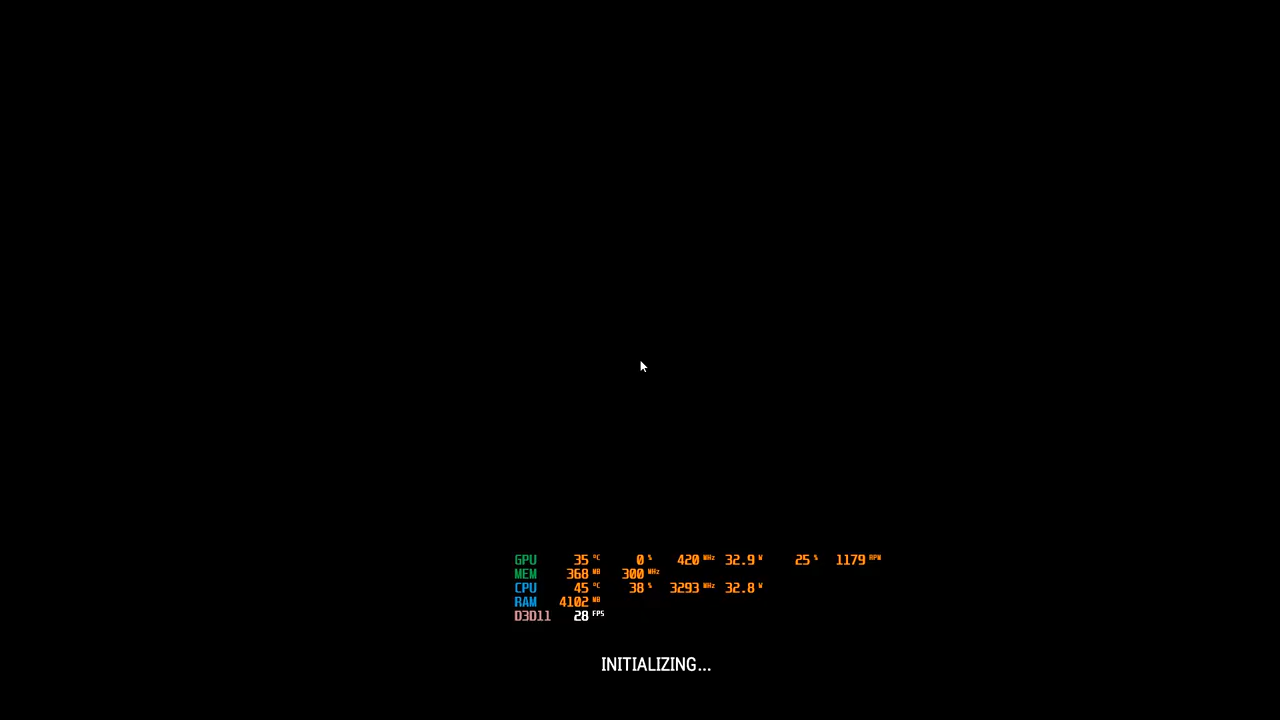 GPU 35 °C 0 % 420 MHz 32.9 W 25 % 1179 RPM
MEM 368 MB 300 MHz
CPU 45 °C 38 % 3293 MHz 32.8 W
RAM 4102 MB
D3D11 28 FPS
INITIALIZING...